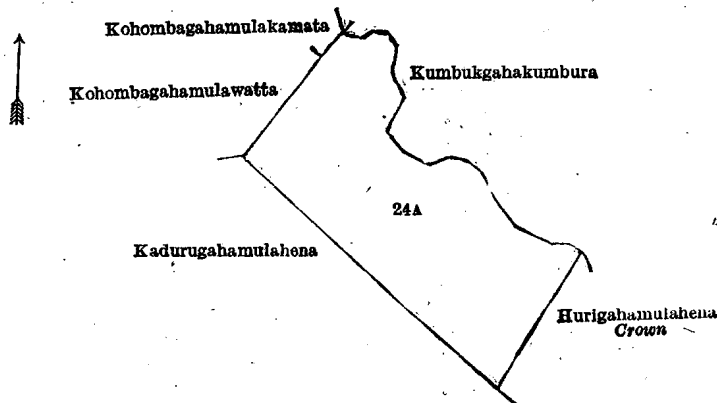 Kohombagahamulakamata
Kumbukgahakumbura
Kohombagahamulawatta
24A
Kadurugahamulahena
Hurigahamulahena
Crown